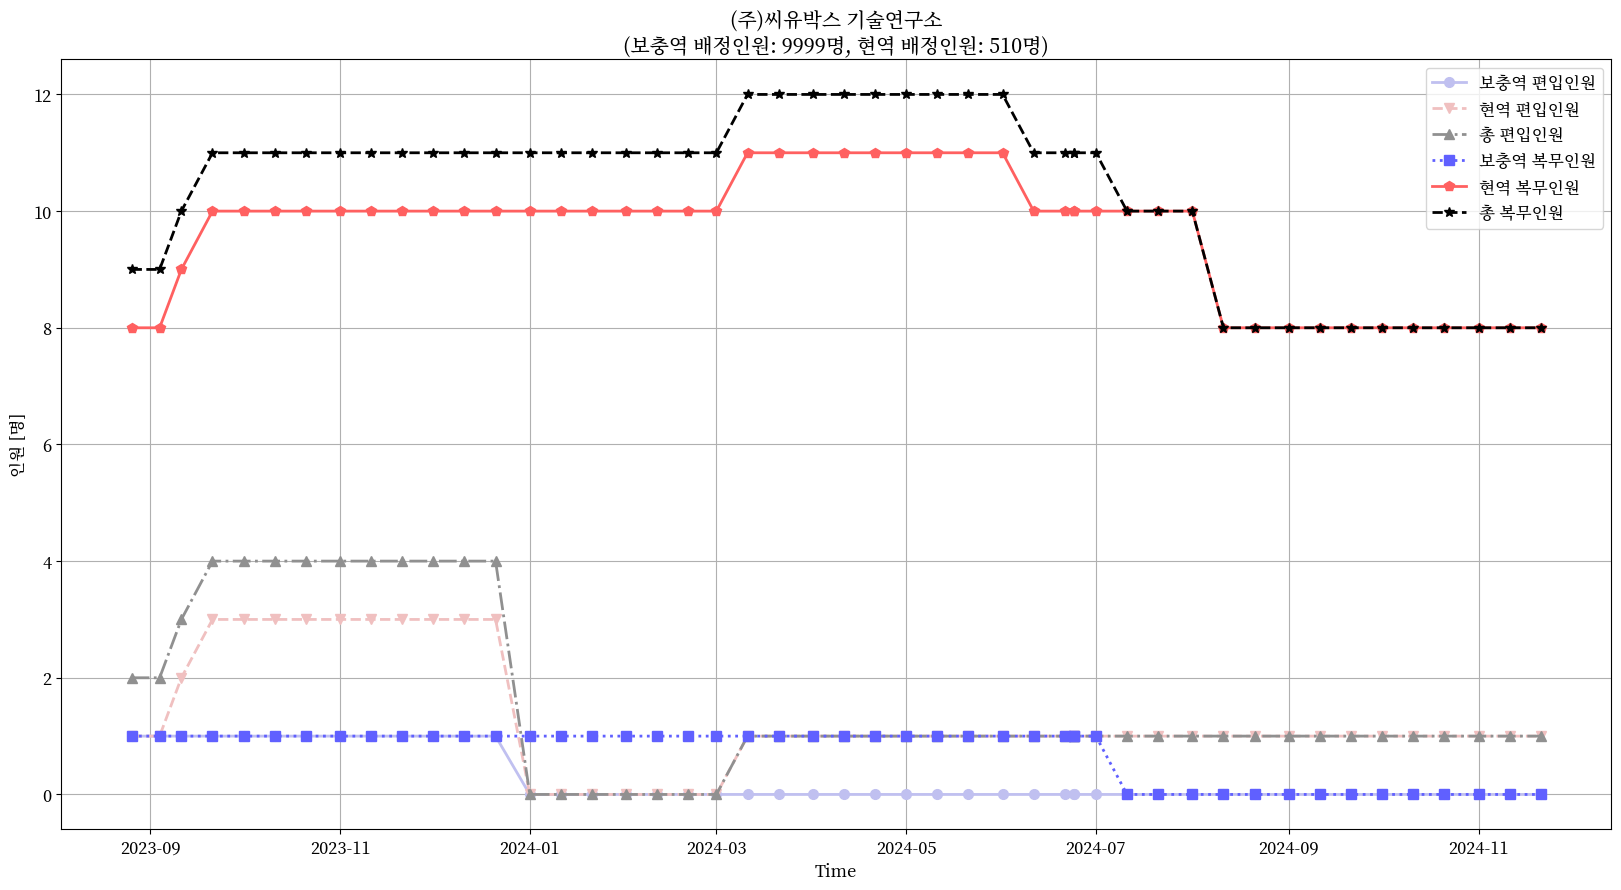 (주)씨유박스 기술연구소
(보충역 배정인원: 9999명, 현역 배정인원: 510명)
보충역 편입인원
현역 편입인원
총 편입인원
보충역 복무인원
현역 복무인원
총 복무인원
인원 [명]
12
10
8
6
4
2
0
2023-09
2023-11
2024-01
2024-03
2024-05
2024-07
2024-09
2024-11
Time